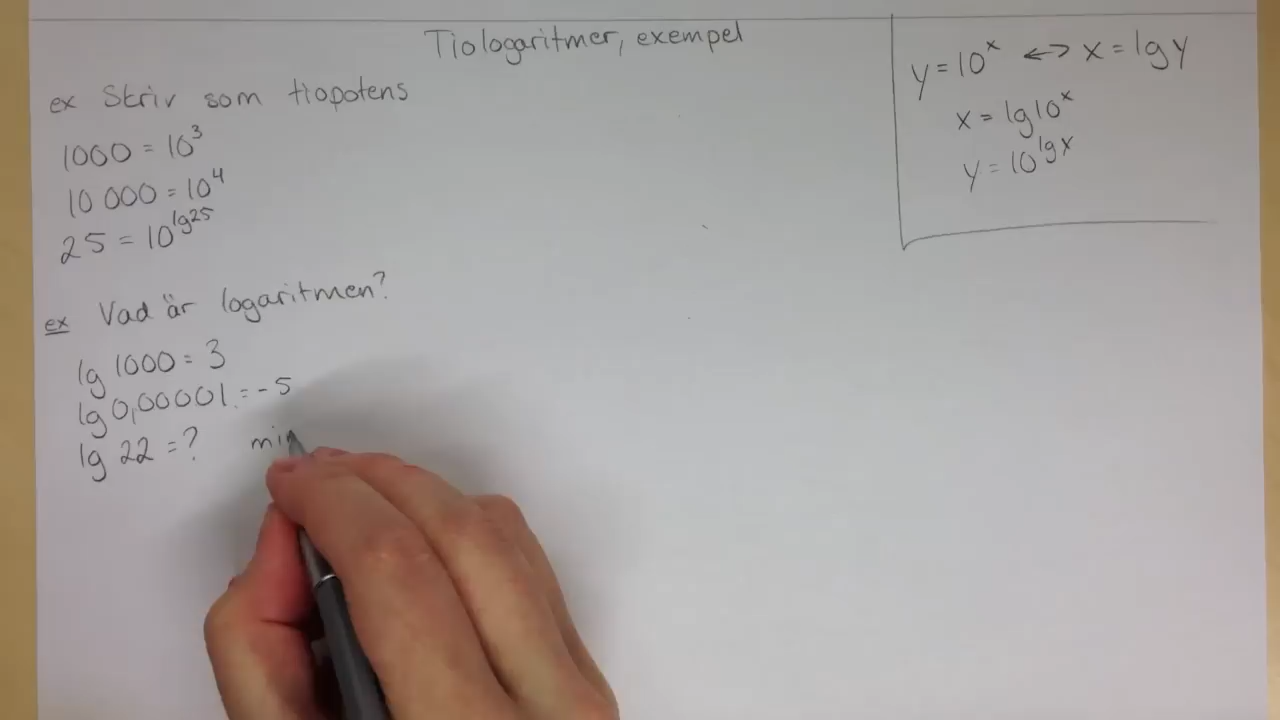 Tiologaritmer, exempel
ex Skriv som tiopotens
1000 = 10³
10 000 = 10⁴
25 = 10^lg25
ex Vad är logaritmen?
lg 1000 = 3
lg 0,00001 = -5
lg 22 = ? min
y = 10ˣ ↔ x = lg y
x = lg 10ˣ
y = 10^lg x